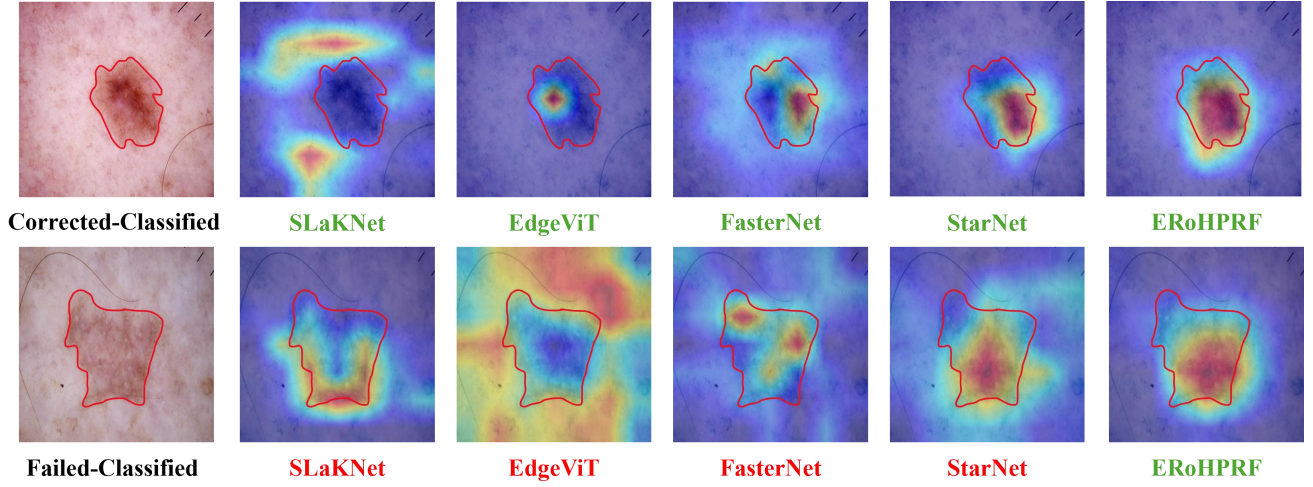 Corrected-Classified SLaKNet EdgeViT FasterNet StarNet ERoHPRF
Failed-Classified SLaKNet EdgeViT FasterNet StarNet ERoHPRF